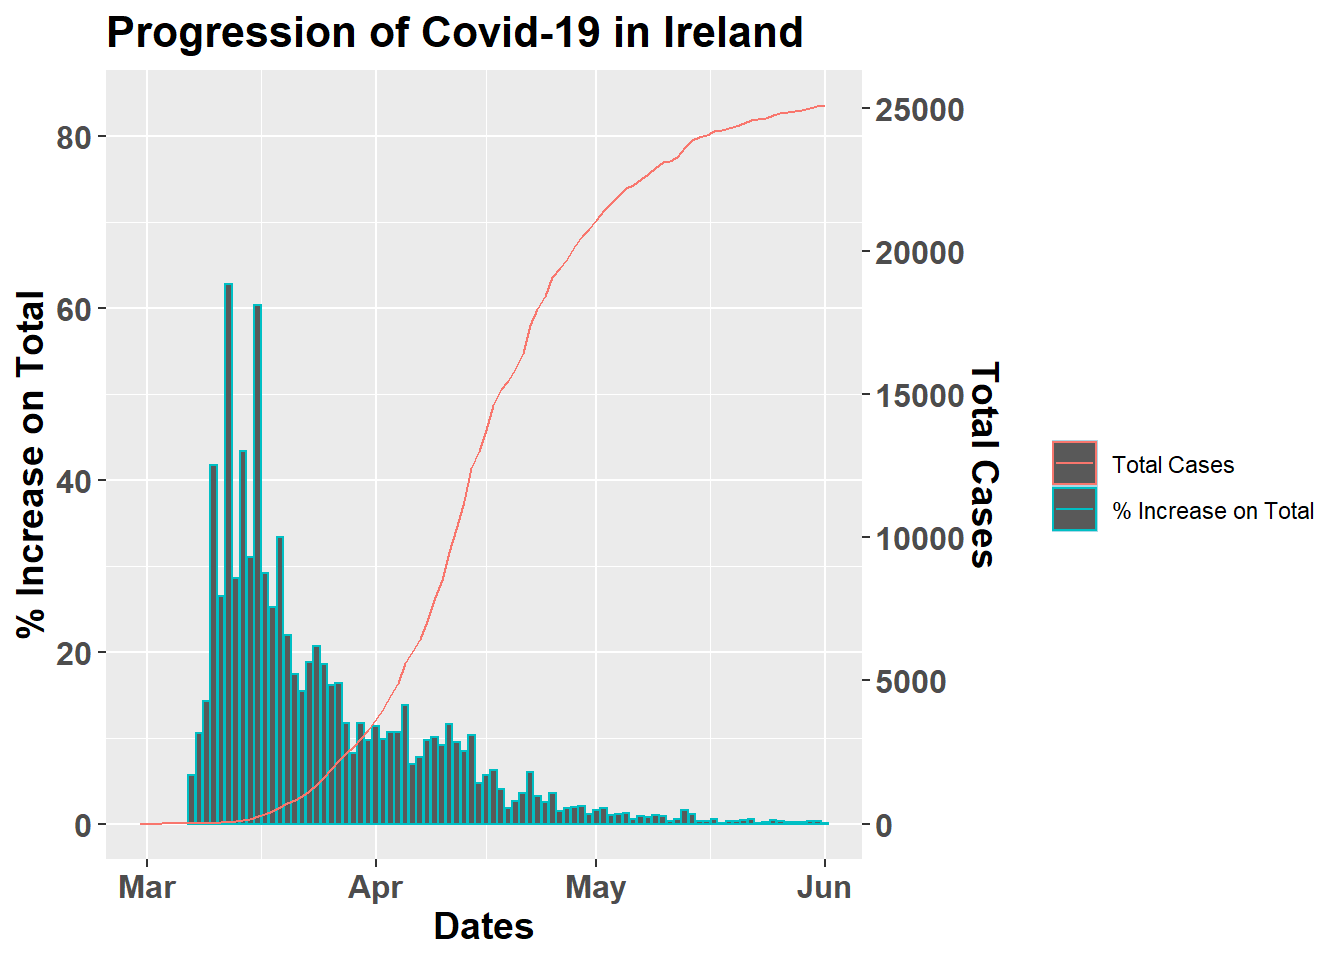 Progression of Covid-19 in Ireland
% Increase on Total
80
60
40
20
0
25000
20000
15000
10000
5000
0
Total Cases
Mar
Apr
May
Jun
Dates
Total Cases
% Increase on Total